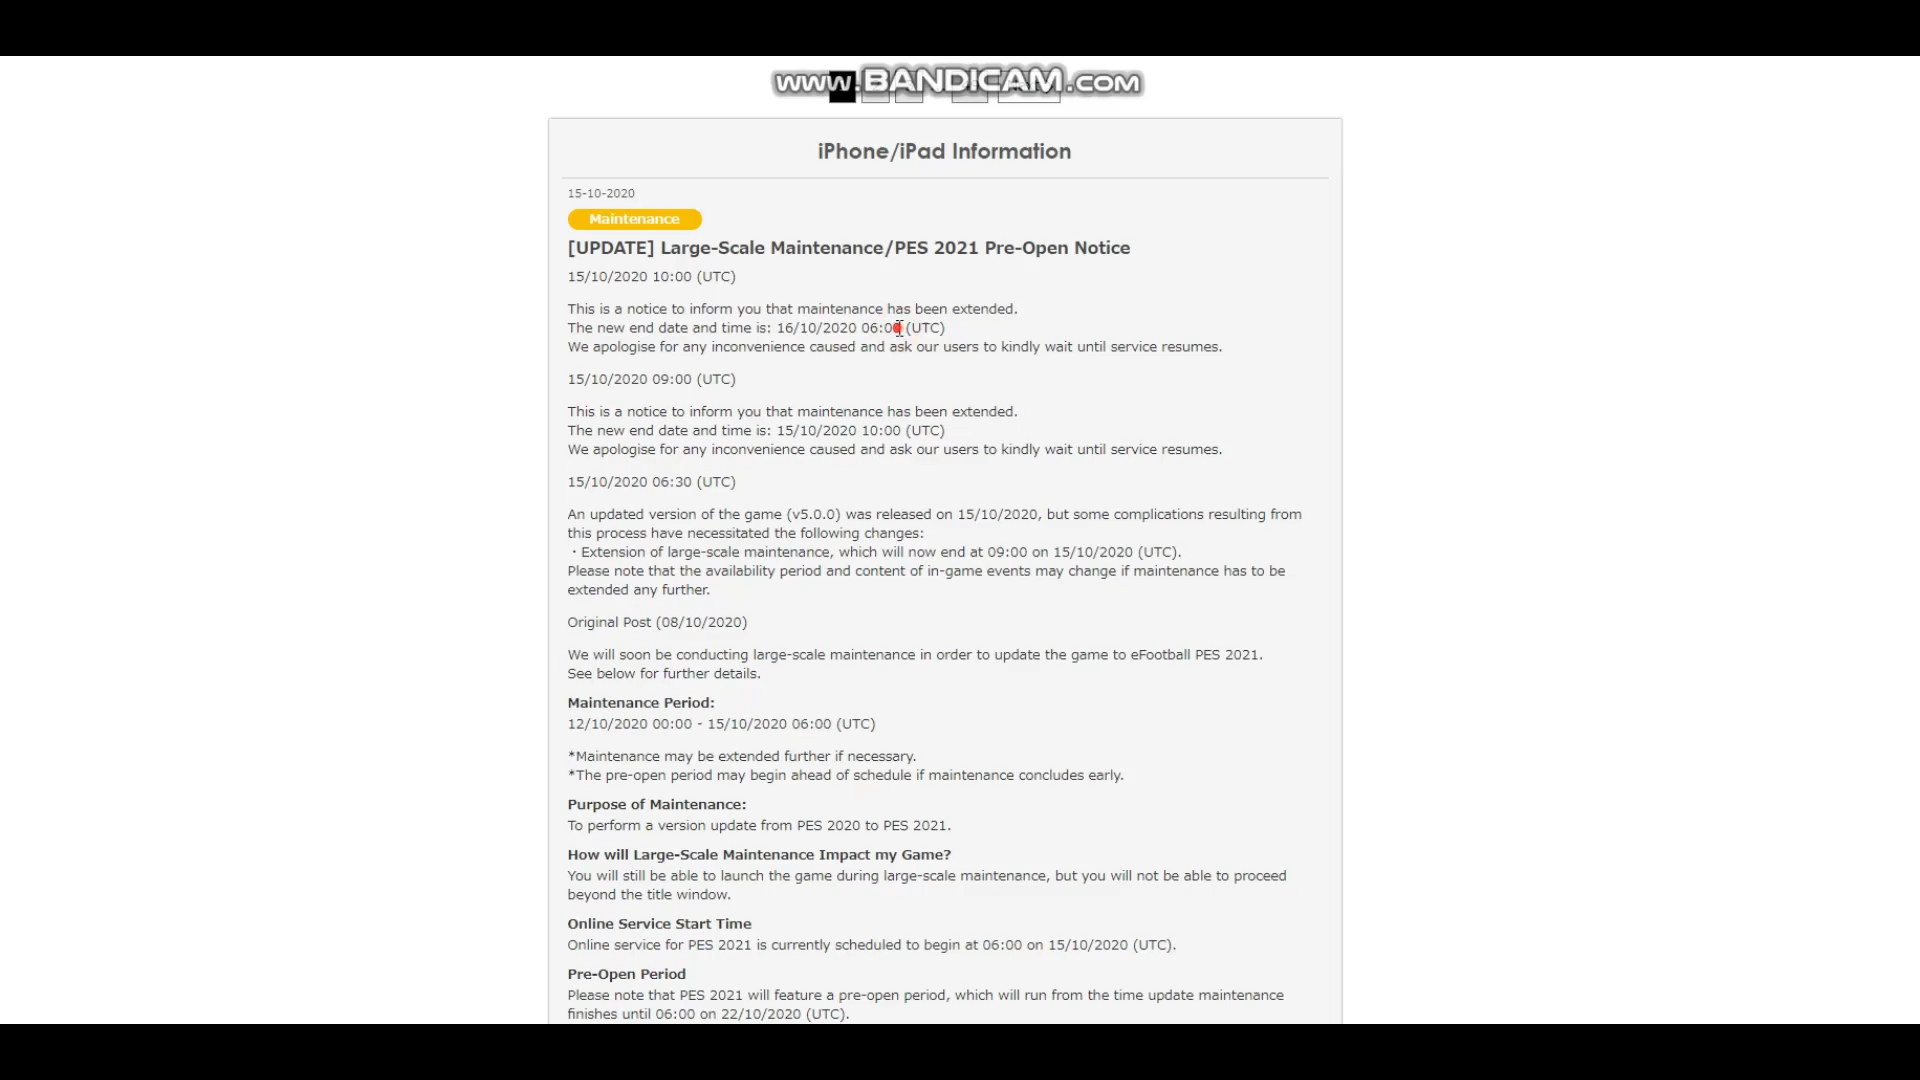 www.BANDICAM.com
iPhone/iPad Information
15-10-2020
Maintenance
[UPDATE] Large-Scale Maintenance/PES 2021 Pre-Open Notice
15/10/2020 10:00 (UTC)
This is a notice to inform you that maintenance has been extended.
The new end date and time is: 16/10/2020 06:00 (UTC)
We apologise for any inconvenience caused and ask our users to kindly wait until service resumes.
15/10/2020 09:00 (UTC)
This is a notice to inform you that maintenance has been extended.
The new end date and time is: 15/10/2020 10:00 (UTC)
We apologise for any inconvenience caused and ask our users to kindly wait until service resumes.
15/10/2020 06:30 (UTC)
An updated version of the game (v5.0.0) was released on 15/10/2020, but some complications resulting from
this process have necessitated the following changes:
・Extension of large-scale maintenance, which will now end at 09:00 on 15/10/2020 (UTC).
Please note that the availability period and content of in-game events may change if maintenance has to be
extended any further.
Original Post (08/10/2020)
We will soon be conducting large-scale maintenance in order to update the game to eFootball PES 2021.
See below for further details.
Maintenance Period:
12/10/2020 00:00 - 15/10/2020 06:00 (UTC)
*Maintenance may be extended further if necessary.
*The pre-open period may begin ahead of schedule if maintenance concludes early.
Purpose of Maintenance:
To perform a version update from PES 2020 to PES 2021.
How will Large-Scale Maintenance Impact my Game?
You will still be able to launch the game during large-scale maintenance, but you will not be able to proceed
beyond the title window.
Online Service Start Time
Online service for PES 2021 is currently scheduled to begin at 06:00 on 15/10/2020 (UTC).
Pre-Open Period
Please note that PES 2021 will feature a pre-open period, which will run from the time update maintenance
finishes until 06:00 on 22/10/2020 (UTC).